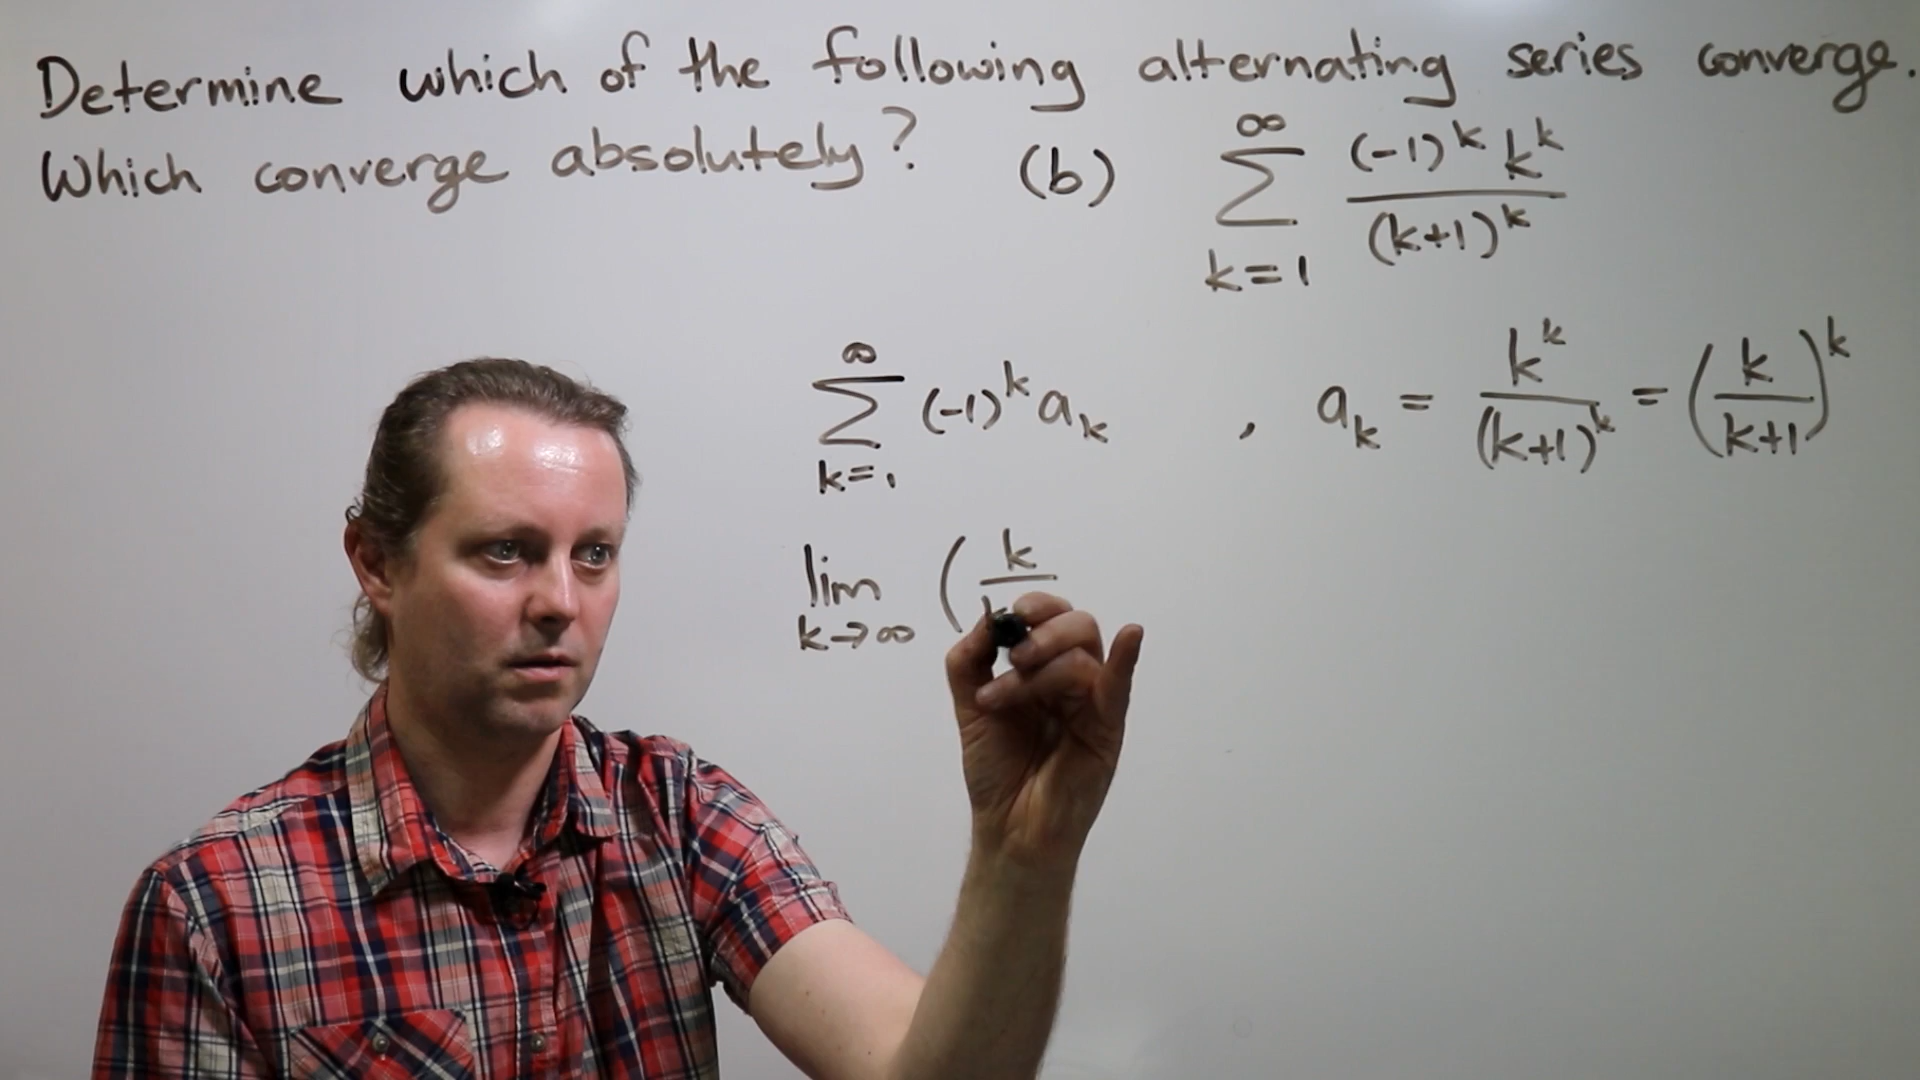 Determine which of the following alternating series converge.
Which converge absolutely? (b) ∞ ∑ k=1 (-1)^k k^k / (k+1)^k
∞ ∑ k=1 (-1)^k a_k , a_k = k^k / (k+1)^k = (k / k+1)^k
lim k→∞ ( k / k